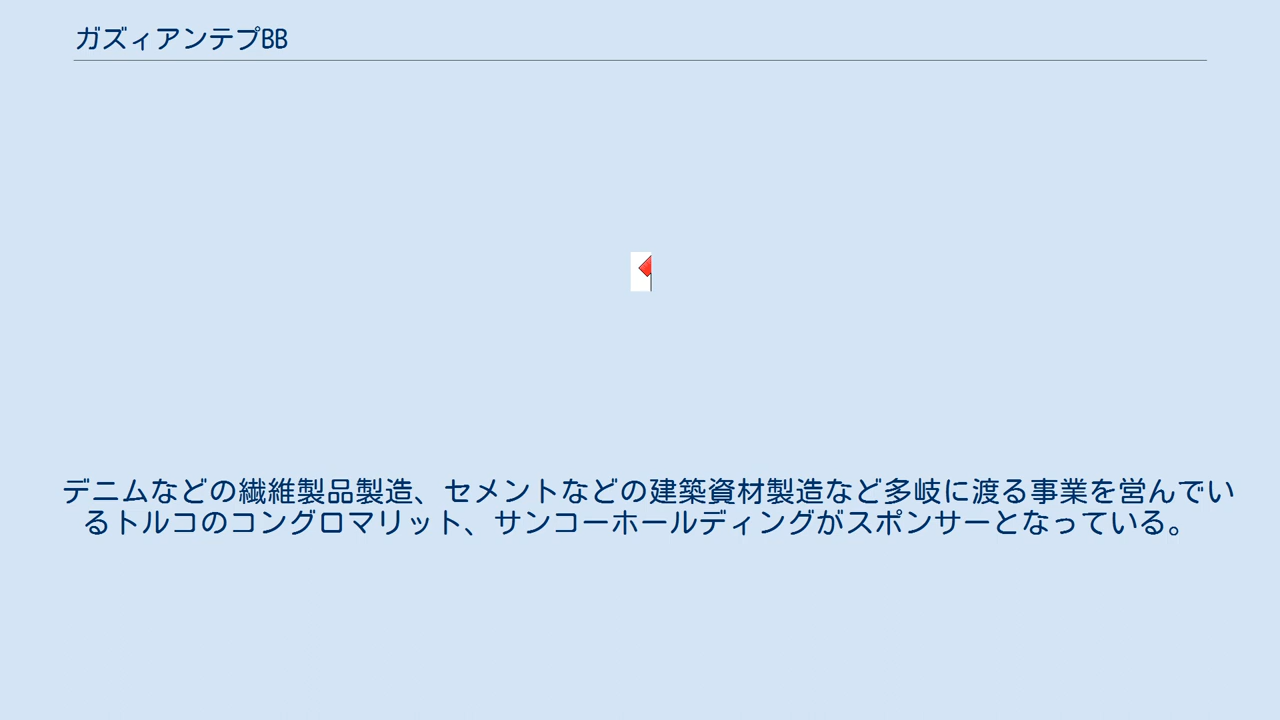 ガズィアンテプBB
デニムなどの繊維製品製造、セメントなどの建築資材製造など多岐に渡る事業を営んでい
るトルコのコングロマリット、サンコーホールディングがスポンサーとなっている。